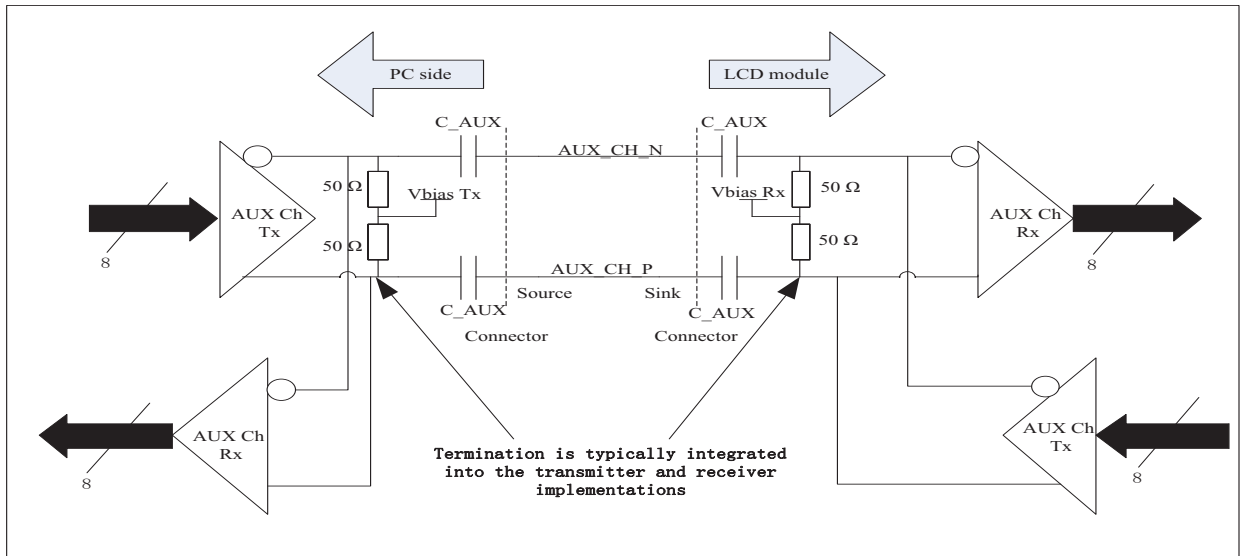 PC side
LCD module
C_AUX
C_AUX
AUX_CH_N
50 Ω
Vbias Tx
Vbias Rx
50 Ω
AUX Ch
Tx
AUX Ch
Rx
50 Ω
50 Ω
8
8
AUX_CH_P
Source
Sink
C_AUX
C_AUX
Connector
Connector
AUX Ch
Rx
AUX Ch
Tx
8
8
Termination is typically integrated
into the transmitter and receiver
implementations